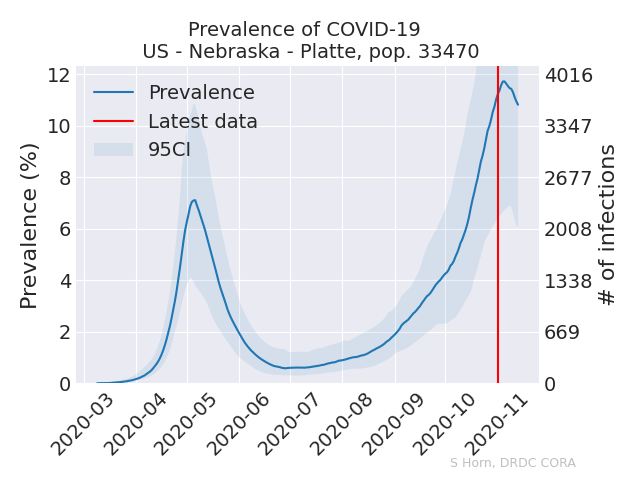 Prevalence of COVID-19
US - Nebraska - Platte, pop. 33470
Prevalence (%)
12
10
8
6
4
2
0
Prevalence
Latest data
95CI
4016
3347
2677
2008
1338
669
0
# of infections
2020-03
2020-04
2020-05
2020-06
2020-07
2020-08
2020-09
2020-10
2020-11
S Horn, DRDC CORA